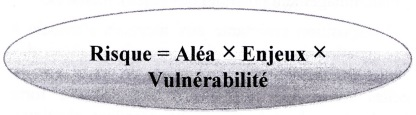 Risque = Aléa × Enjeux ×
Vulnérabilité